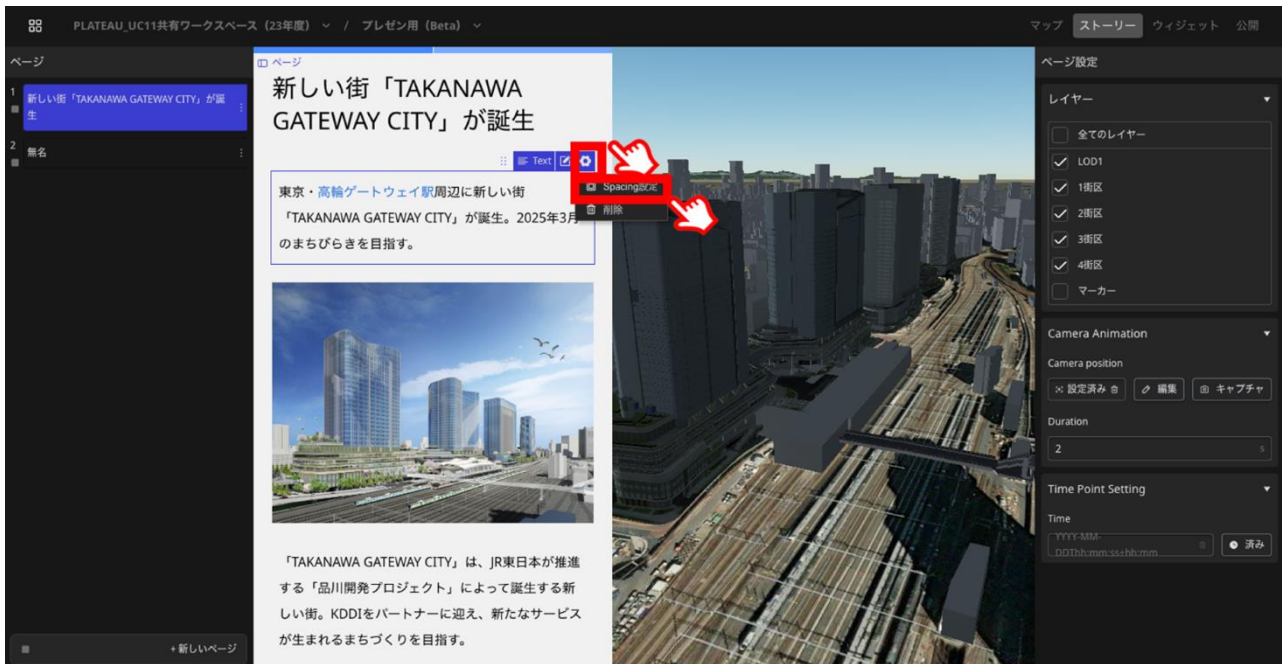 PLATEAU_UC11共有ワークスペース（23年度） / プレゼン用（Beta）
マップ ストーリー ウィジェット 公開
ページ
1
新しい街「TAKANAWA GATEWAY CITY」が誕
生
2
無名
+ 新しいページ
ページ
新しい街「TAKANAWA
GATEWAY CITY」が誕生
Text
Spacing設定
削除
東京・高輪ゲートウェイ駅周辺に新しい街
「TAKANAWA GATEWAY CITY」が誕生。2025年3月
のまちびらきを目指す。
「TAKANAWA GATEWAY CITY」は、JR東日本が推進
する「品川開発プロジェクト」によって誕生する新
しい街。KDDIをパートナーに迎え、新たなサービス
が生まれるまちづくりを目指す。
ページ設定
レイヤー
全てのレイヤー
LOD1
1街区
2街区
3街区
4街区
マーカー
Camera Animation
Camera position
設定済み 編集 キャプチャ
Duration
2 s
Time Point Setting
Time
YYYY-MM-
DDThh:mm:ss±hh:mm
済み